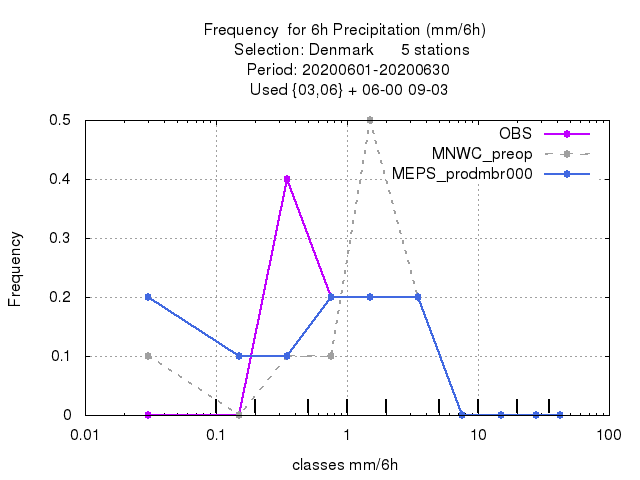 Frequency  for 6h Precipitation (mm/6h)
Selection: Denmark      5 stations
Period: 20200601-20200630
Used {03,06} + 06-00 09-03
OBS
MNWC_preop
MEPS_prodmbr000
Frequency
0.5
0.4
0.3
0.2
0.1
0
0.01 0.1 1 10 100
classes mm/6h